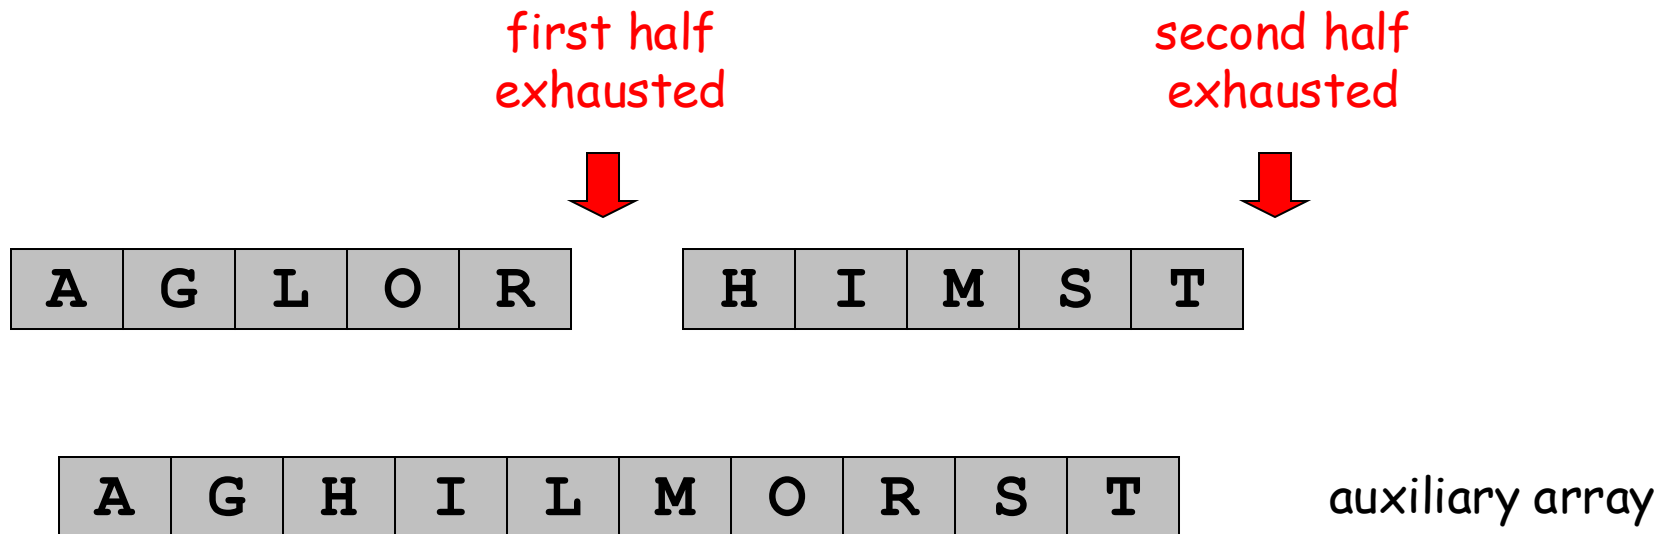 first half
exhausted
second half
exhausted
A G L O R
H I M S T
A G H I L M O R S T
auxiliary array